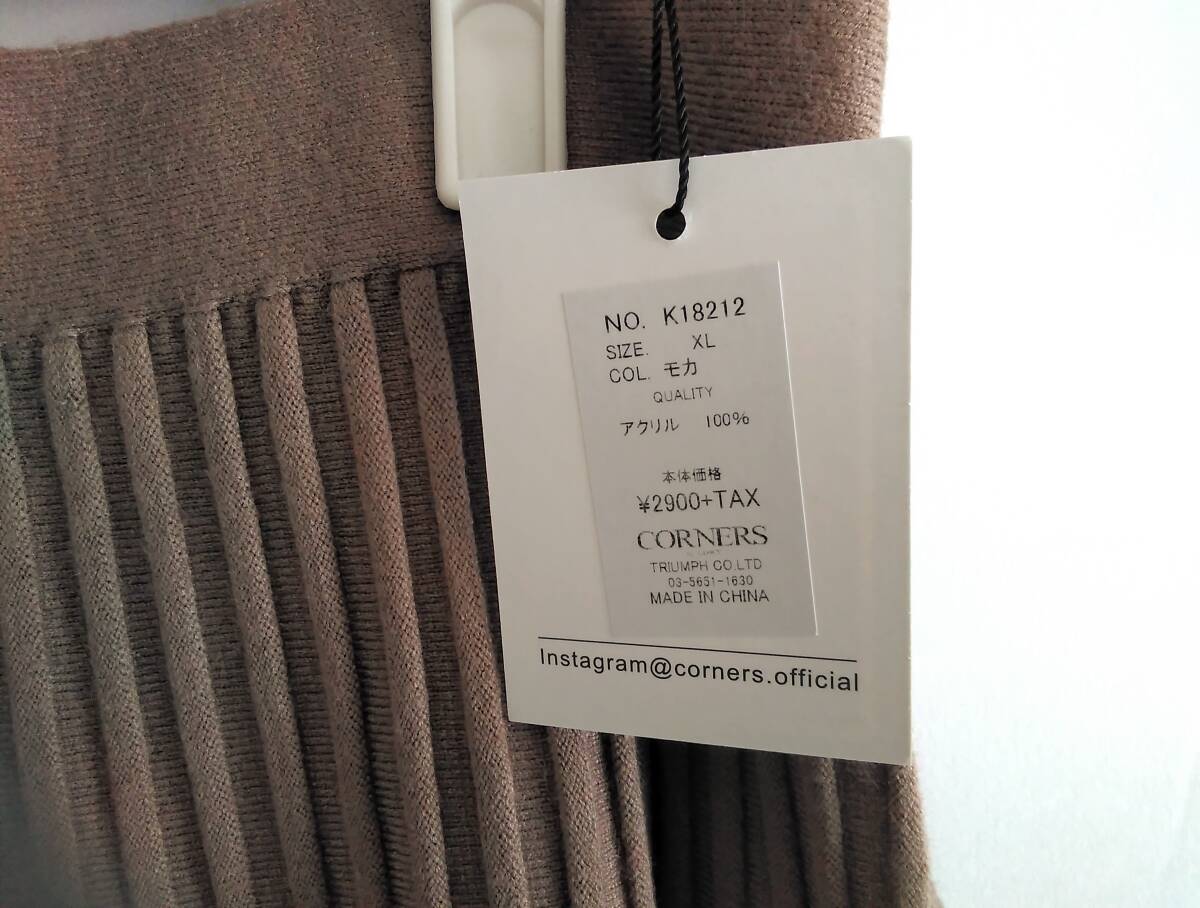 NO. K18212
SIZE. XL
COL. モカ
QUALITY
アクリル 100%
本体価格
¥2900+TAX
CORNERS
TRIUMPH CO.LTD
03-5651-1630
MADE IN CHINA
Instagram@corners.official